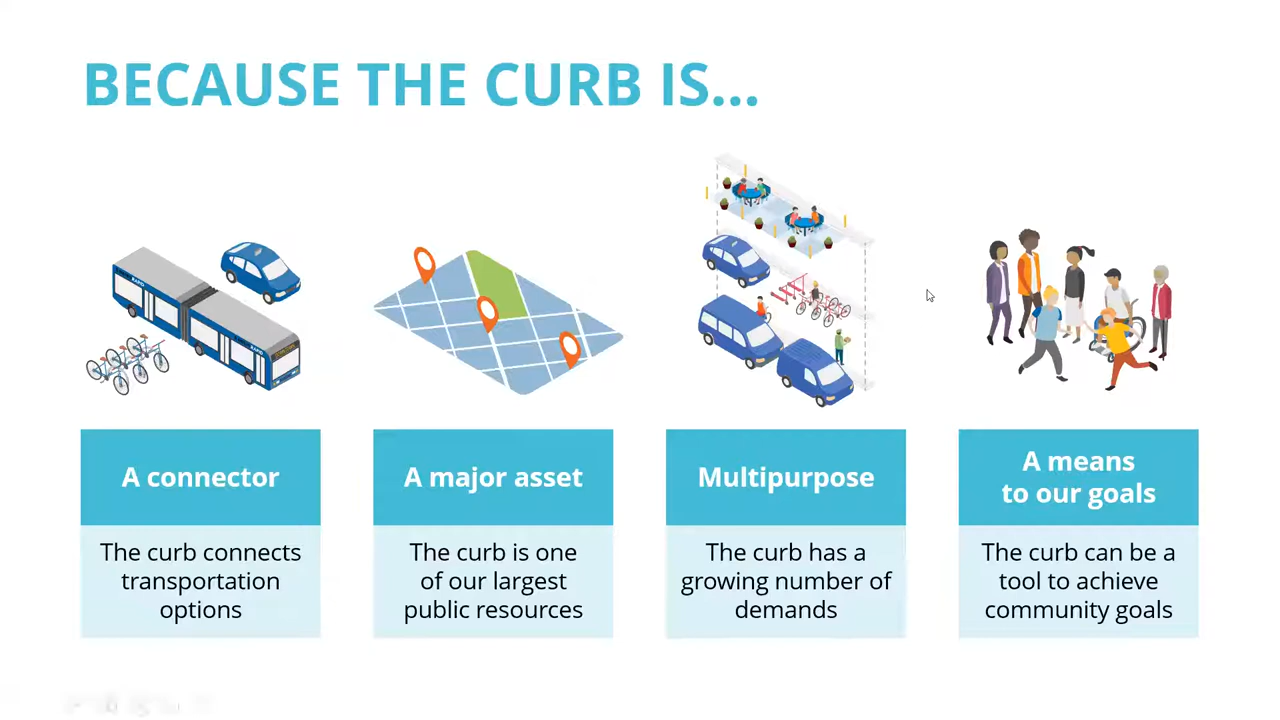 BECAUSE THE CURB IS...
A connector
The curb connects
transportation
options
A major asset
The curb is one
of our largest
public resources
Multipurpose
The curb has a
growing number of
demands
A means
to our goals
The curb can be a
tool to achieve
community goals